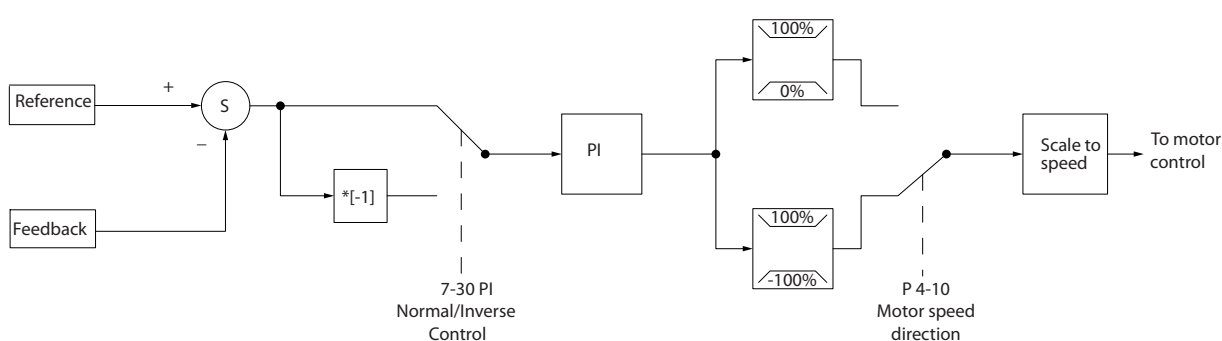 Reference
+
S
−
Feedback
*[-1]
7-30 PI
Normal/Inverse
Control
PI
100%
0%
100%
-100%
P 4-10
Motor speed
direction
Scale to
speed
To motor
control